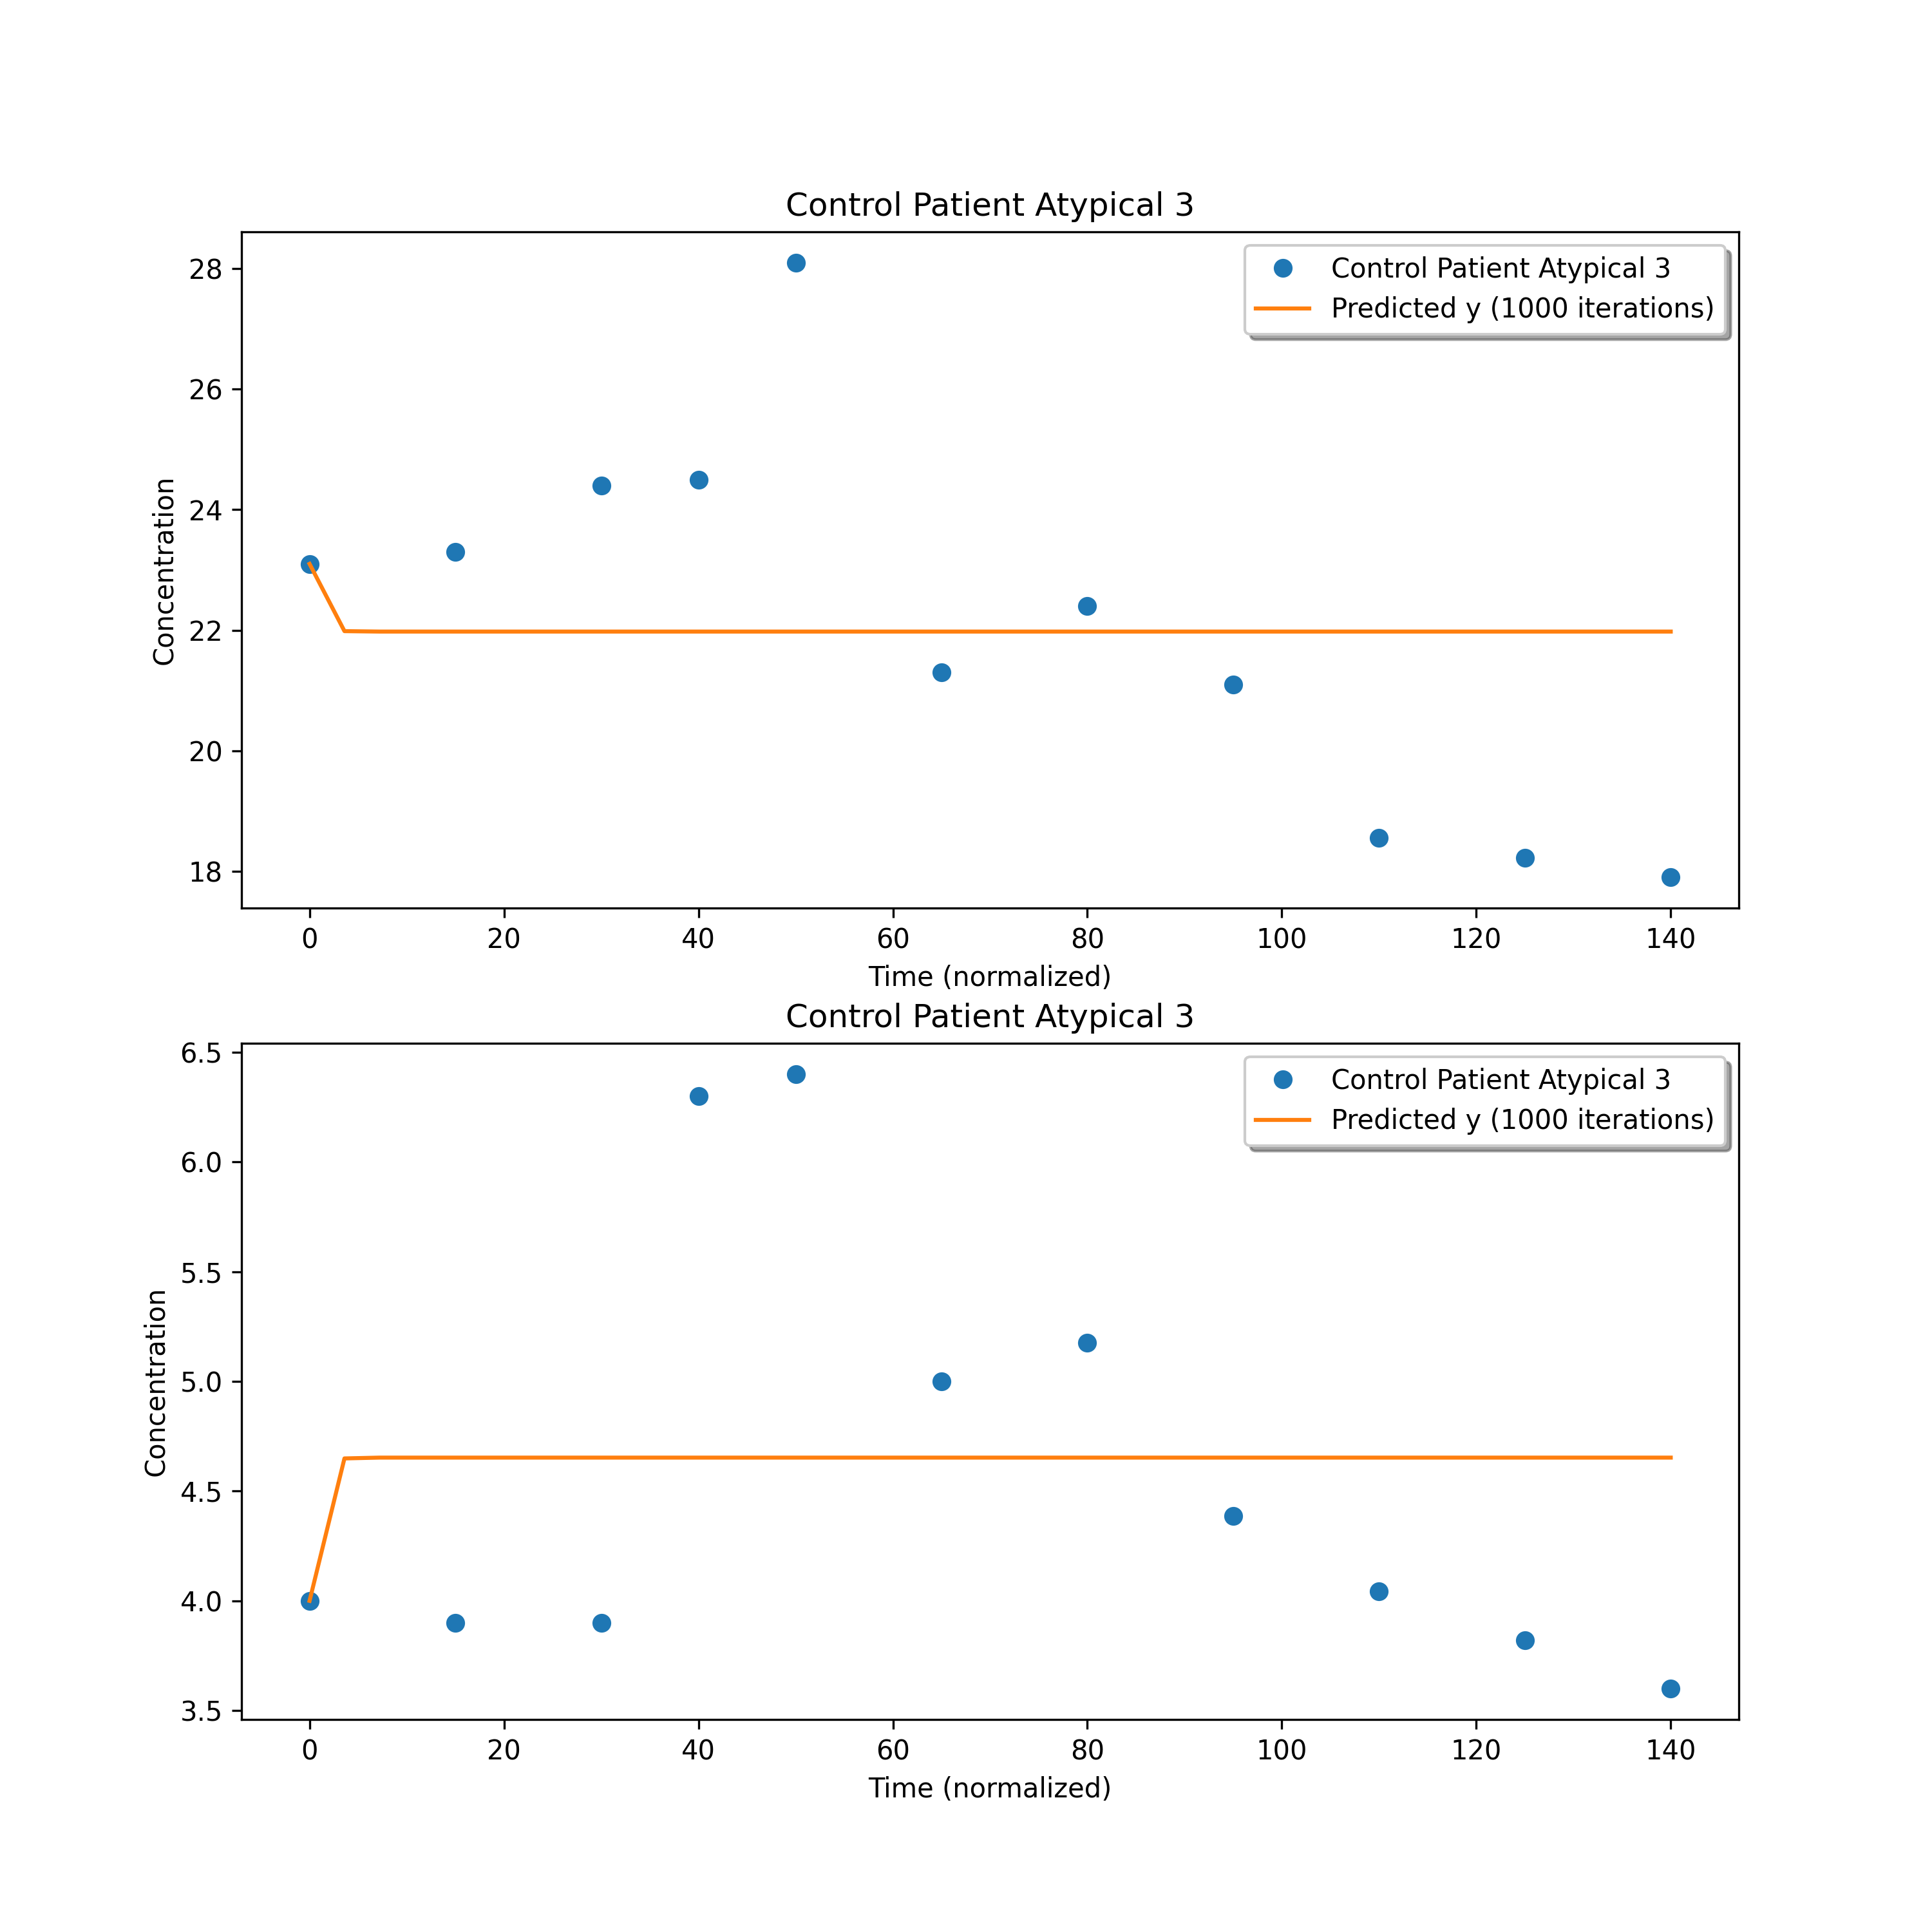 Control Patient Atypical 3
Control Patient Atypical 3
Predicted y (1000 iterations)
28
26
24
22
20
18
Concentration
0 20 40 60 80 100 120 140
Time (normalized)
Control Patient Atypical 3
Control Patient Atypical 3
Predicted y (1000 iterations)
6.5
6.0
5.5
5.0
4.5
4.0
3.5
Concentration
0 20 40 60 80 100 120 140
Time (normalized)